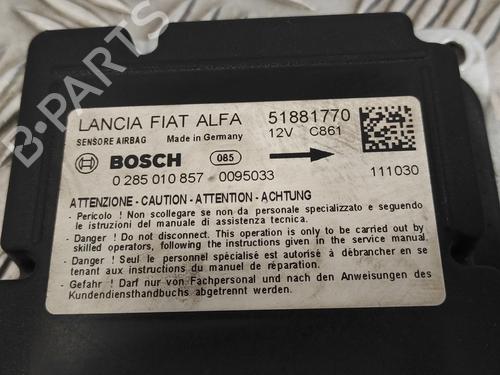 B-PARTS
LANCIA FIAT ALFA 51881770
SENSORE AIRBAG Made in Germany 12V C861
BOSCH 085
0 285 010 857 - 0095033 111030
ATTENZIONE - CAUTION - ATTENTION - ACHTUNG
- Pericolo ! Non scollegare se non da personale specializzato e seguendo
le istruzioni del manuale di assistenza tecnica.
- Danger ! Do not disconnect. This operation is only to be carried out by
skilled operators, following the instructions given in the service manual.
- Danger ! Seul le personnel spécialisé est autorisé à débrancher en se
tenant aux instructions du manuel de réparation.
- Gefahr ! Darf nur von Fachpersonal und nach den Anweisungen des
Kundendiensthandbuchs abgetrennt werden.